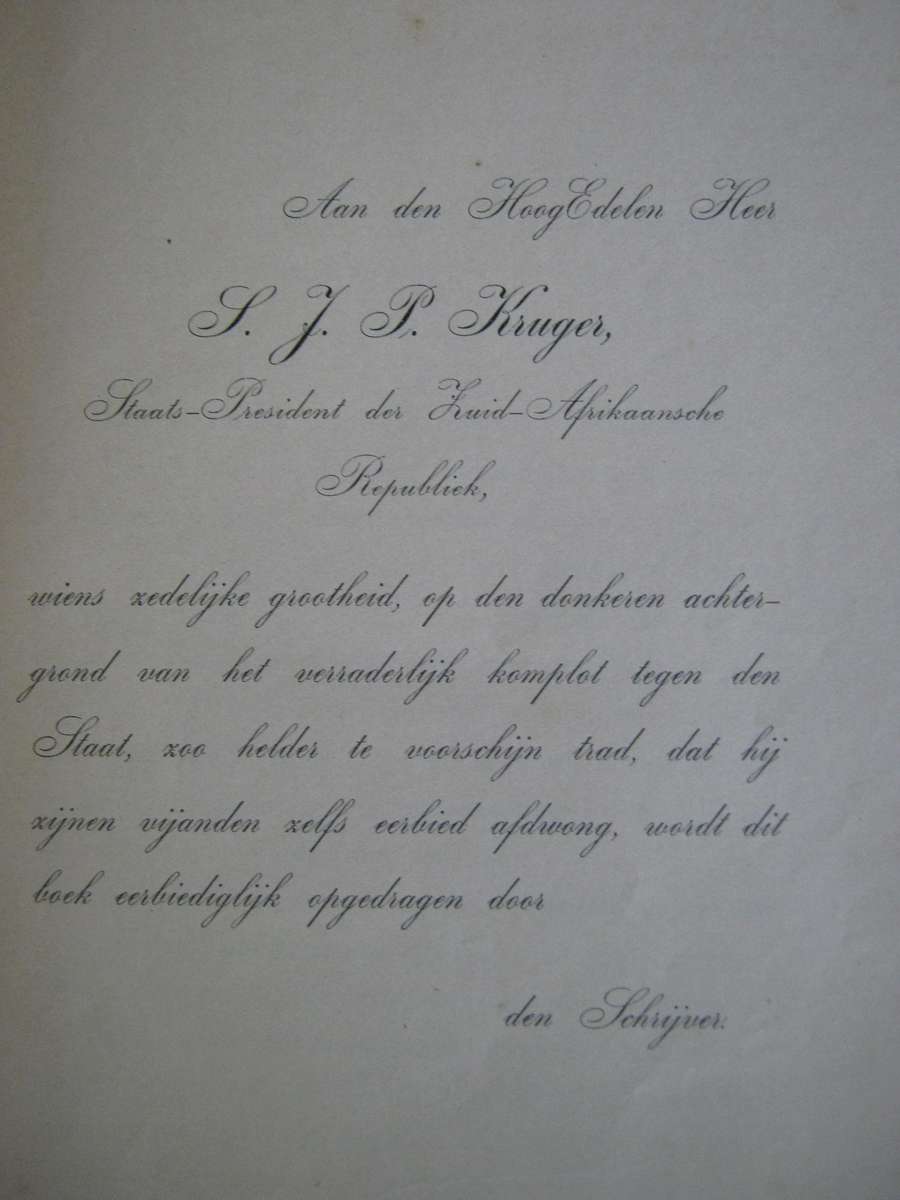 Aan den HoogEdelen Heer
S. J. P. Kruger,
Staats-President der Zuid-Afrikaansche
Republiek,
wiens zedelijke grootheid, op den donkeren achter-
grond van het verraderlijk komplot tegen den
Staat, zoo helder te voorschijn trad, dat hij
zijnen vijanden zelfs eerbied afdwong, wordt dit
boek eerbiediglijk opgedragen door
den Schrijver.